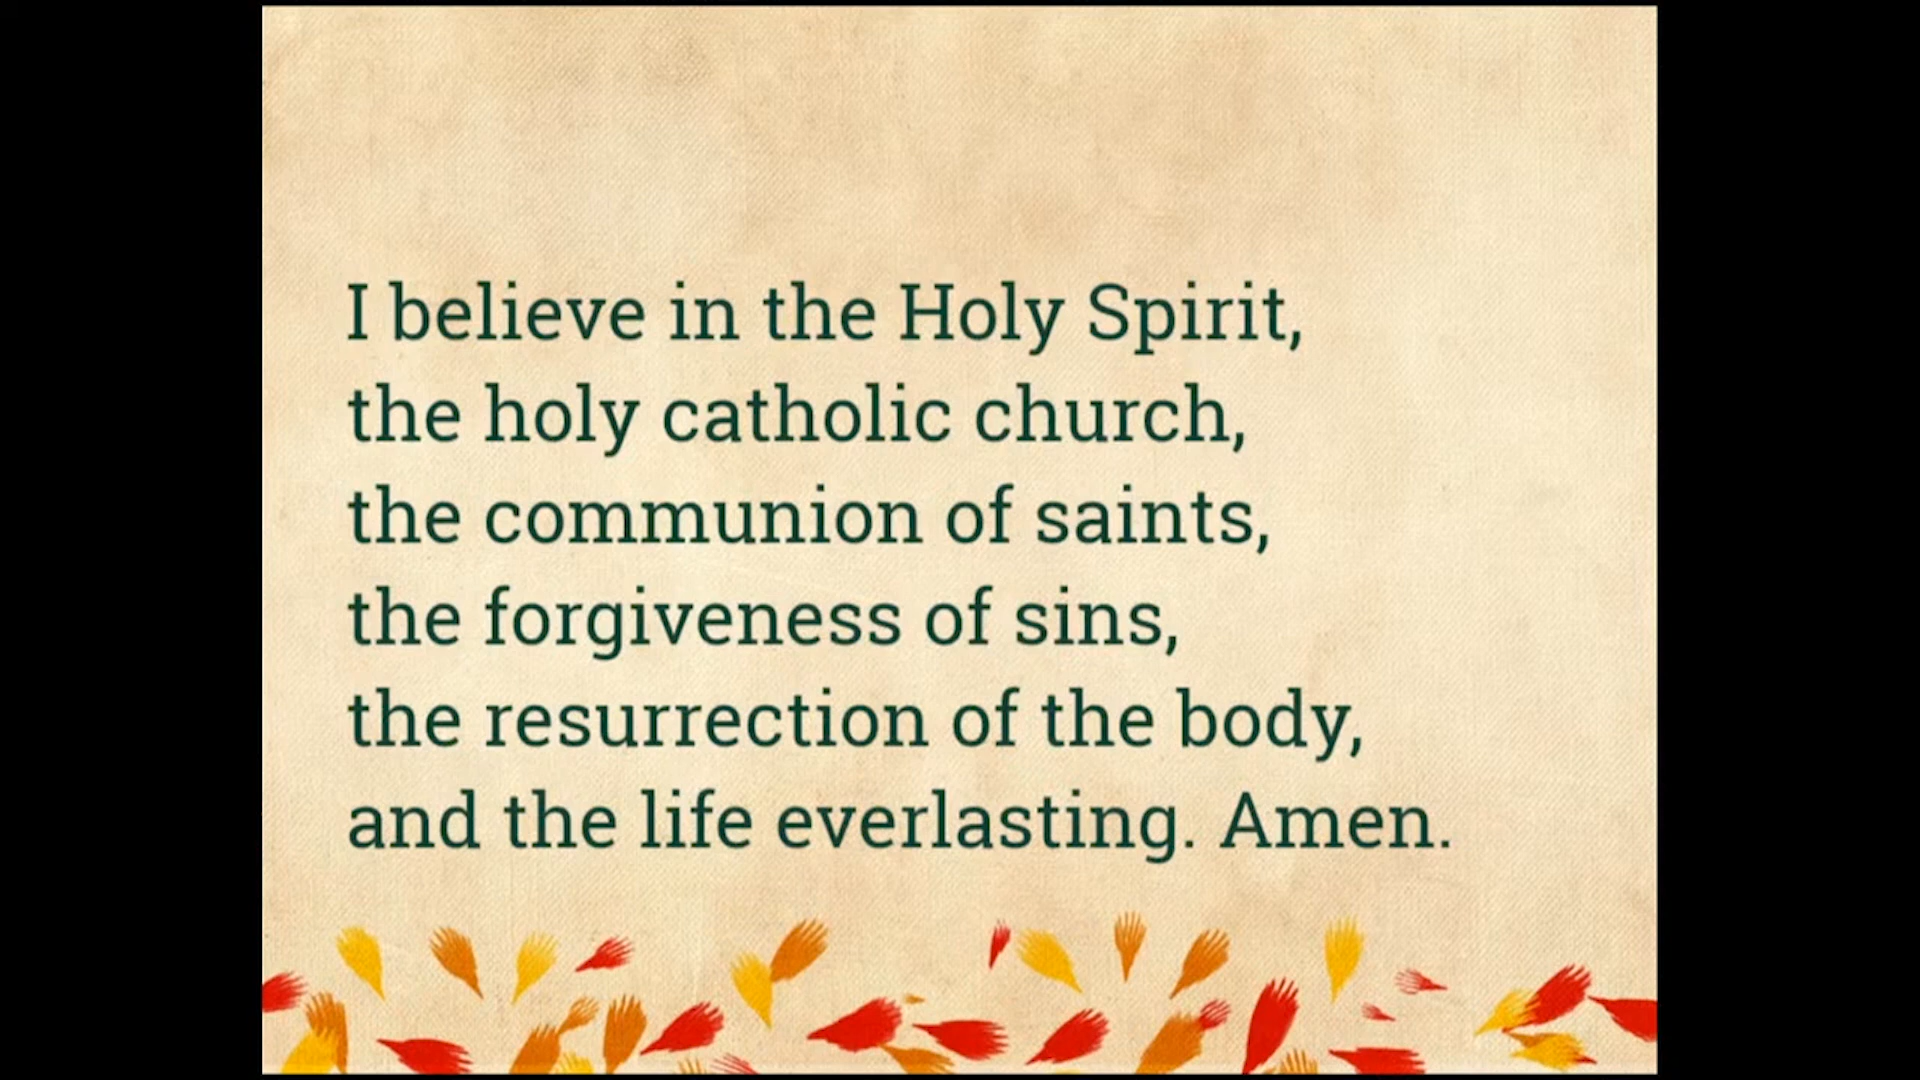 I believe in the Holy Spirit,
the holy catholic church,
the communion of saints,
the forgiveness of sins,
the resurrection of the body,
and the life everlasting. Amen.